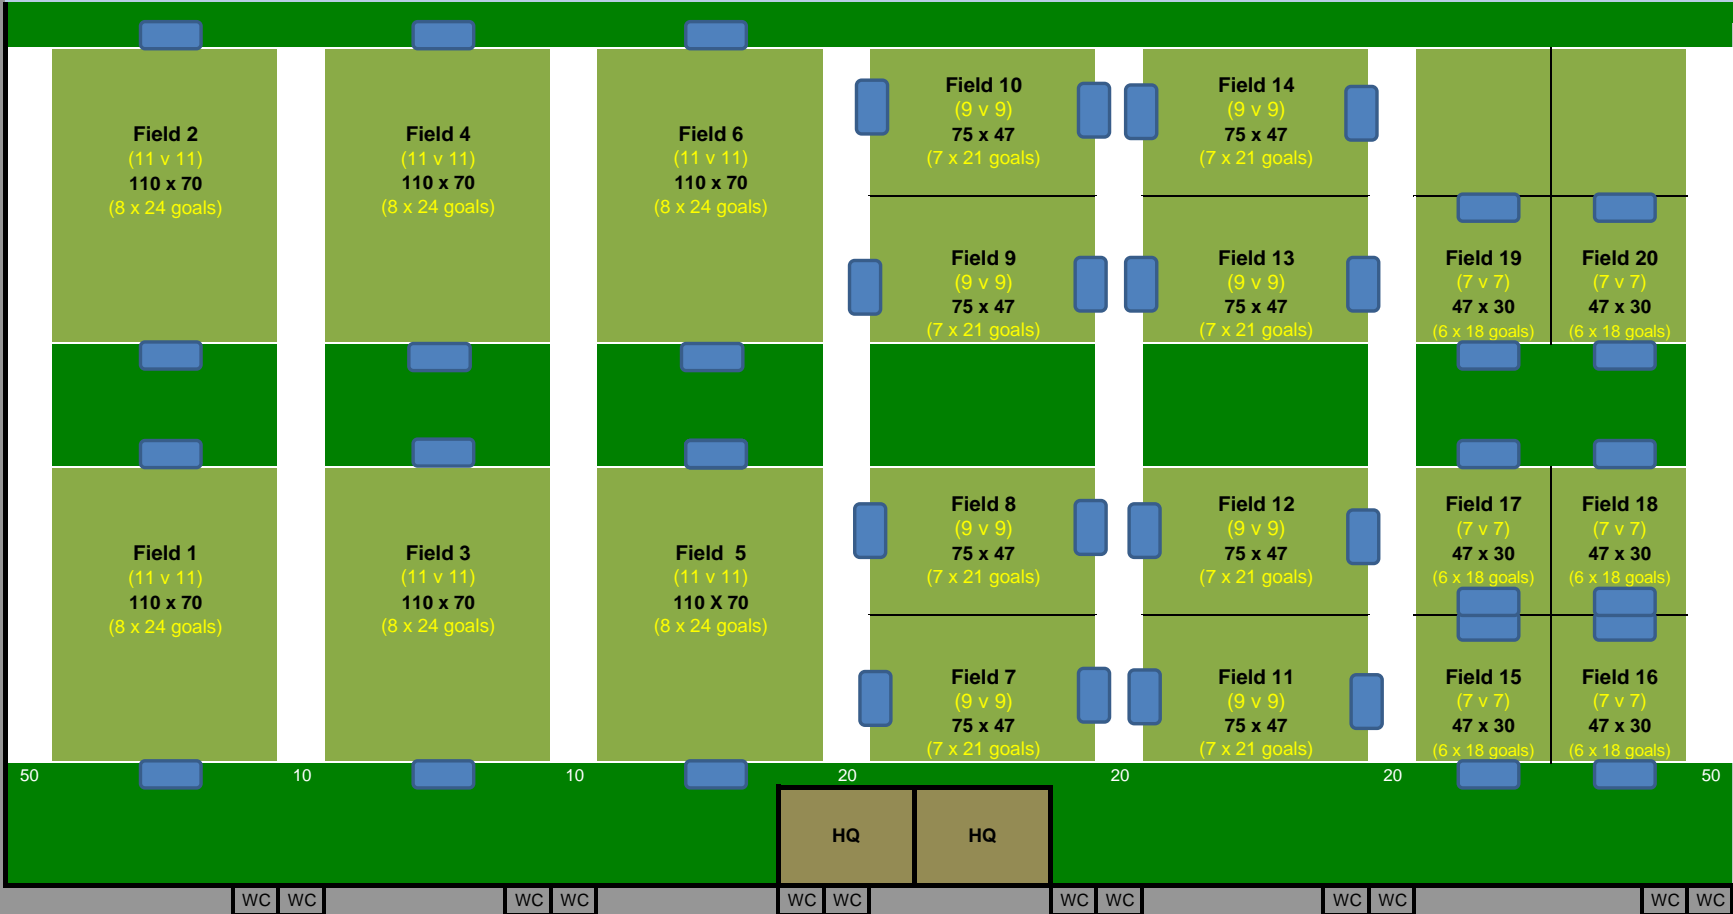 Field 2
(11 v 11)
110 x 70
(8 x 24 goals)
Field 4
(11 v 11)
110 x 70
(8 x 24 goals)
Field 6
(11 v 11)
110 x 70
(8 x 24 goals)
Field 10
(9 v 9)
75 x 47
(7 x 21 goals)
Field 14
(9 v 9)
75 x 47
(7 x 21 goals)
Field 9
(9 v 9)
75 x 47
(7 x 21 goals)
Field 13
(9 v 9)
75 x 47
(7 x 21 goals)
Field 19
(7 v 7)
47 x 30
(6 x 18 goals)
Field 20
(7 v 7)
47 x 30
(6 x 18 goals)
Field 1
(11 v 11)
110 x 70
(8 x 24 goals)
Field 3
(11 v 11)
110 x 70
(8 x 24 goals)
Field 5
(11 v 11)
110 X 70
(8 x 24 goals)
Field 8
(9 v 9)
75 x 47
(7 x 21 goals)
Field 12
(9 v 9)
75 x 47
(7 x 21 goals)
Field 17
(7 v 7)
47 x 30
(6 x 18 goals)
Field 18
(7 v 7)
47 x 30
(6 x 18 goals)
Field 7
(9 v 9)
75 x 47
(7 x 21 goals)
Field 11
(9 v 9)
75 x 47
(7 x 21 goals)
Field 15
(7 v 7)
47 x 30
(6 x 18 goals)
Field 16
(7 v 7)
47 x 30
(6 x 18 goals)
50 10 10 20 20 20 50
HQ HQ
WC WC WC WC WC WC WC WC WC WC WC WC